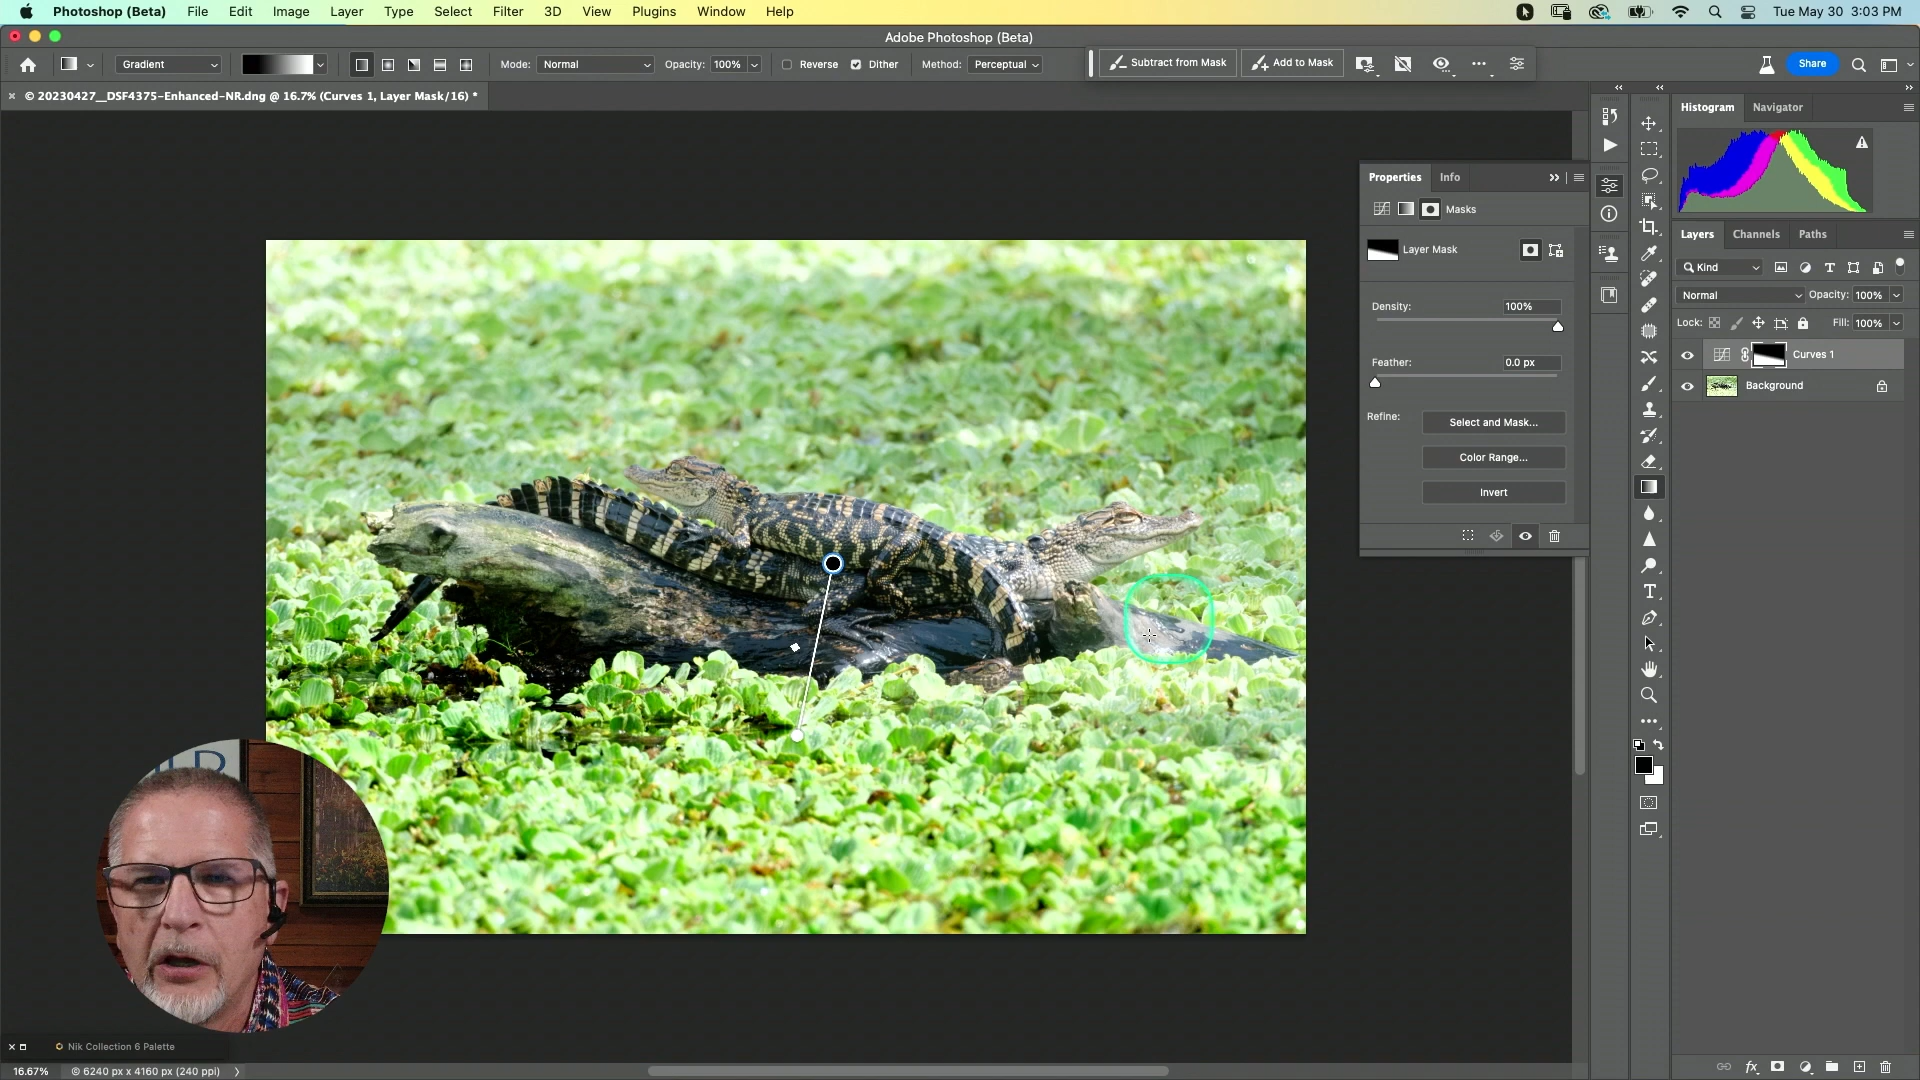 Photoshop (Beta) File Edit Image Layer Type Select Filter 3D View Plugins Window Help Tue May 30 3:03 PM
Adobe Photoshop (Beta)
Gradient Mode: Normal Opacity: 100% Reverse Dither Method: Perceptual Subtract from Mask Add to Mask Share
© 20230427__DSF4375-Enhanced-NR.dng @ 16.7% (Curves 1, Layer Mask/16) *
Histogram Navigator
Properties Info
Masks
Layer Mask
Density: 100%
Feather: 0.0 px
Refine: Select and Mask...
Color Range...
Invert
Layers Channels Paths
Kind
Normal Opacity: 100%
Lock: Fill: 100%
Curves 1
Background
Nik Collection 6 Palette
16.67% © 6240 px x 4160 px (240 ppi)